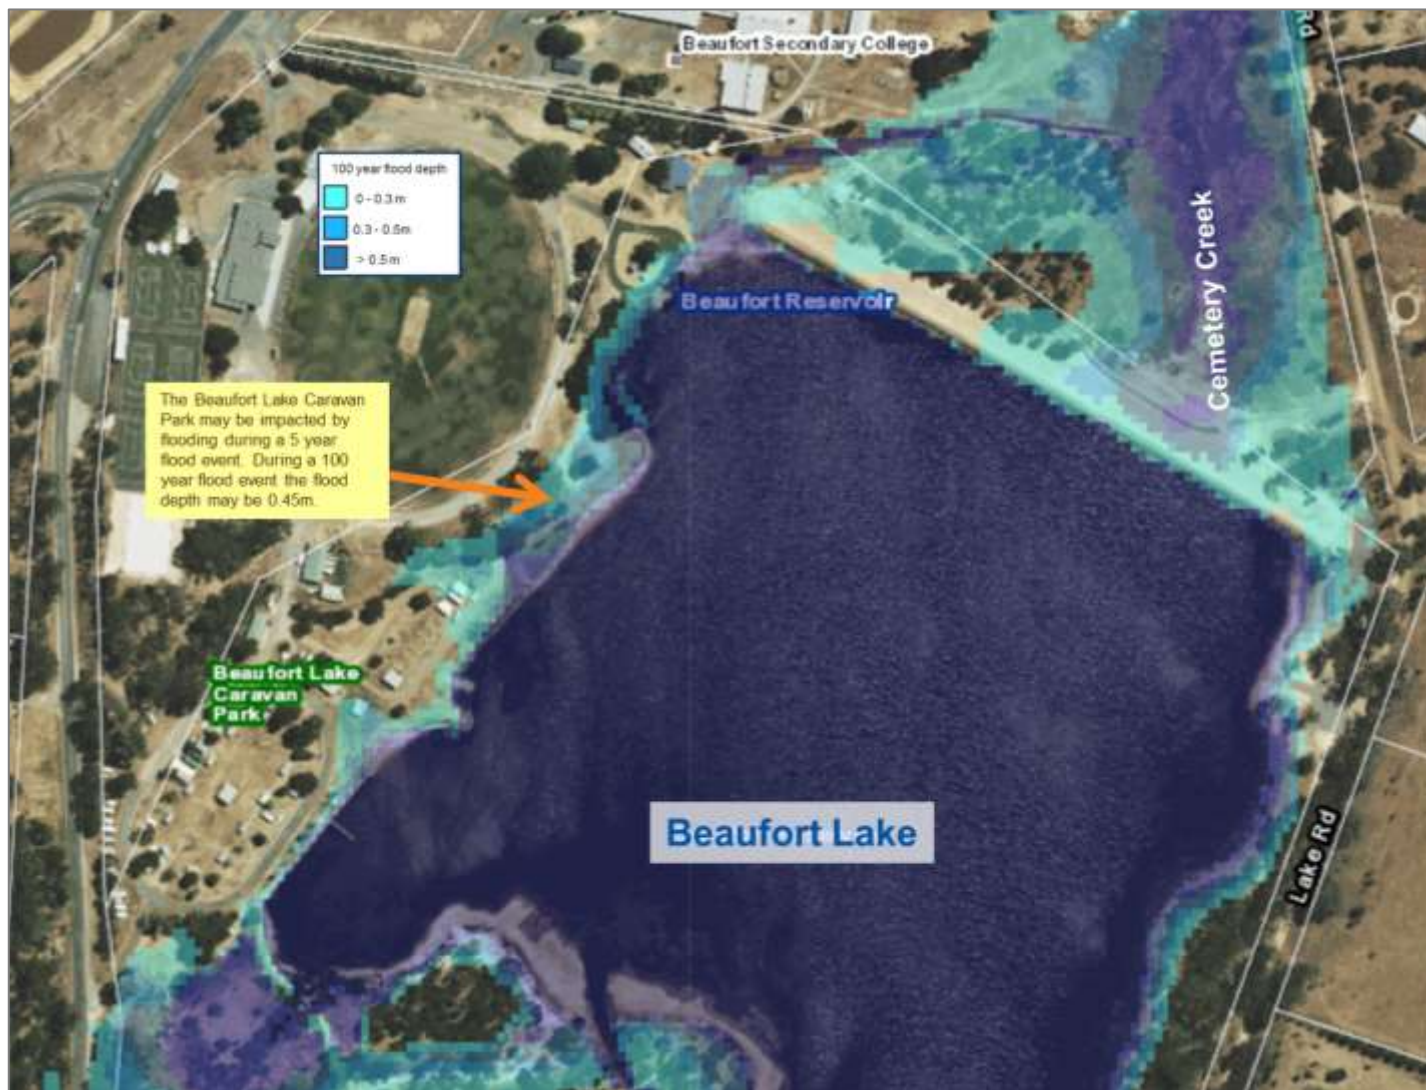 Beaufort Secondary College
Rd
100 year flood depth
0 - 0.3 m
0.3 - 0.5m
> 0.5m
Cemetery Creek
Beaufort Reservoir
The Beaufort Lake Caravan
Park may be impacted by
flooding during a 5 year
flood event. During a 100
year flood event the flood
depth may be 0.45m.
Beaufort Lake
Caravan
Park
Beaufort Lake
Lake Rd